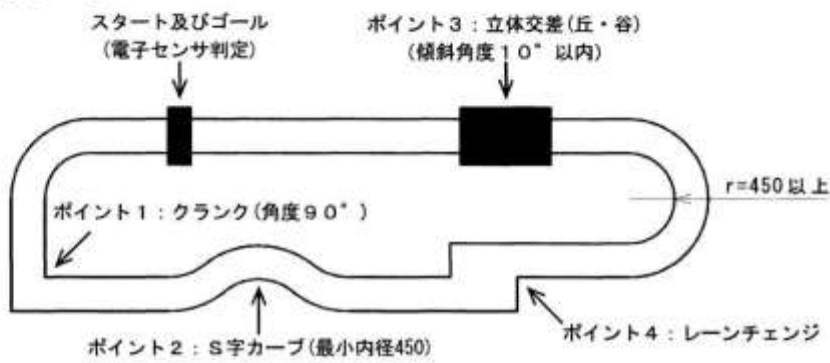 スタート及びゴール
(電子センサ判定)
ポイント3：立体交差(丘・谷)
(傾斜角度10°以内)
r=450以上
ポイント1：クランク(角度90°)
ポイント2：S字カーブ(最小内径450)
ポイント4：レーンチェンジ